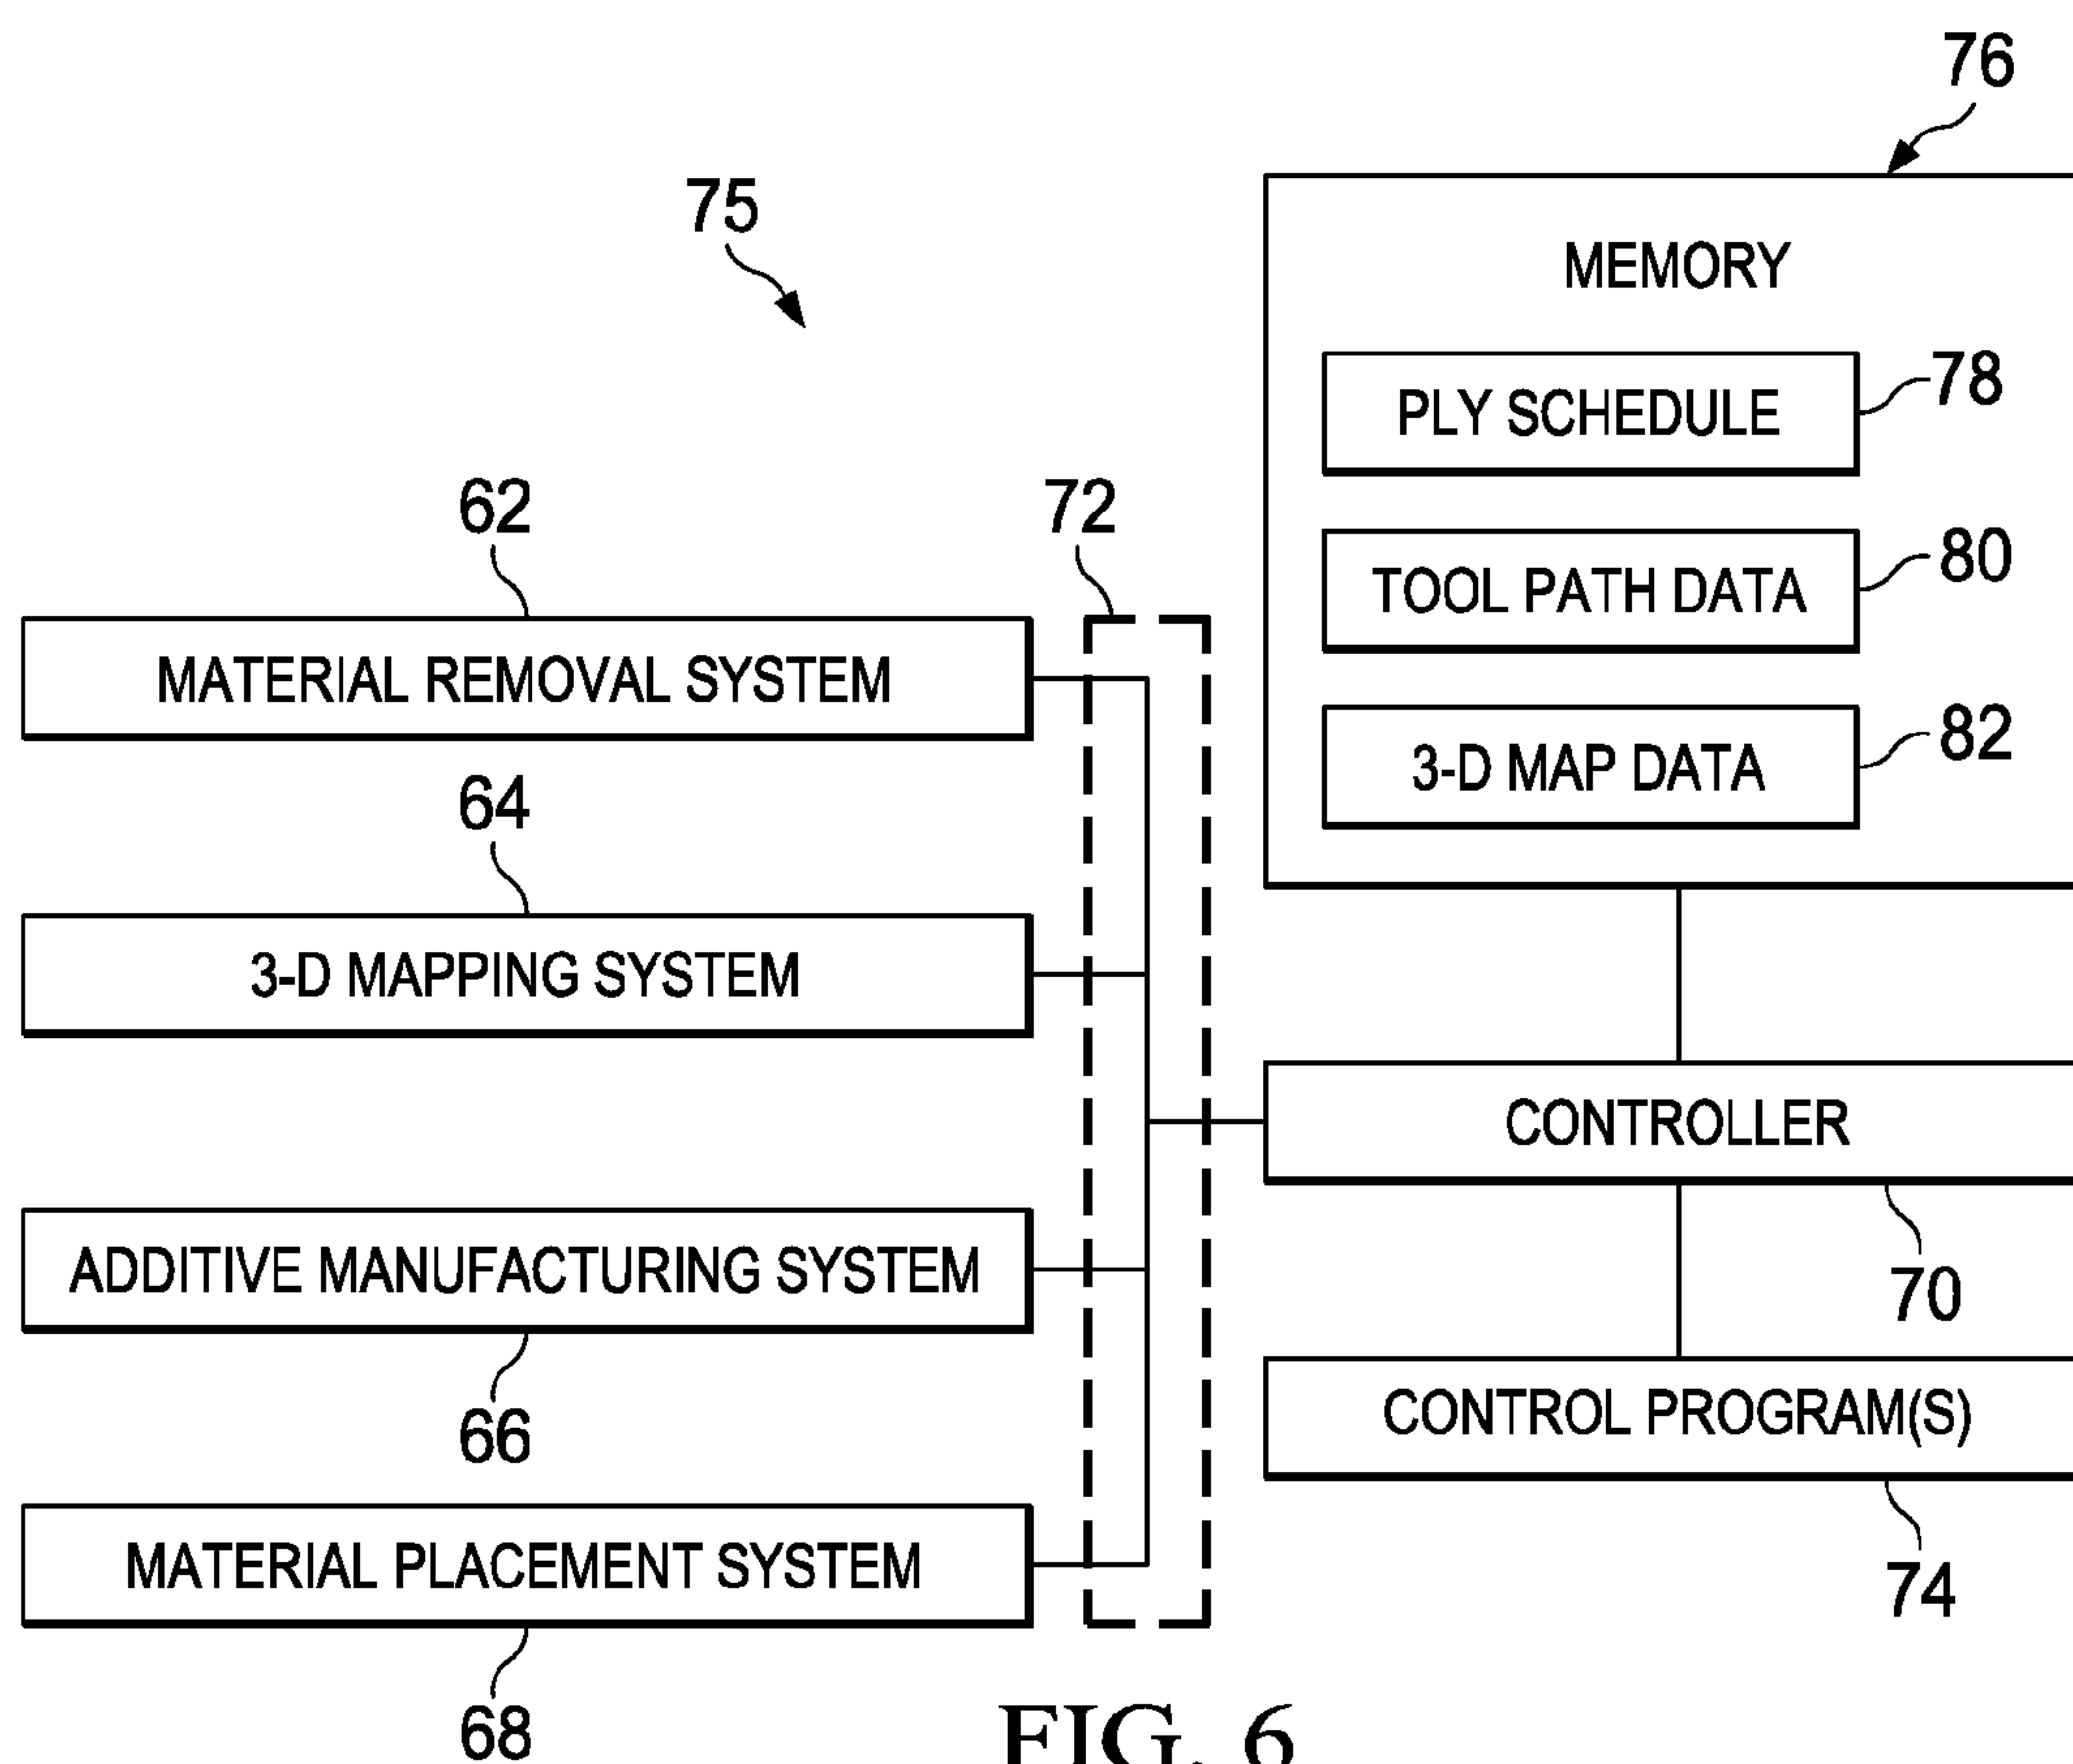 76
75
MEMORY
PLY SCHEDULE
78
62
72
TOOL PATH DATA
80
MATERIAL REMOVAL SYSTEM
3-D MAP DATA
82
64
3-D MAPPING SYSTEM
CONTROLLER
ADDITIVE MANUFACTURING SYSTEM
70
66
CONTROL PROGRAM(S)
MATERIAL PLACEMENT SYSTEM
74
68
FIG. 6